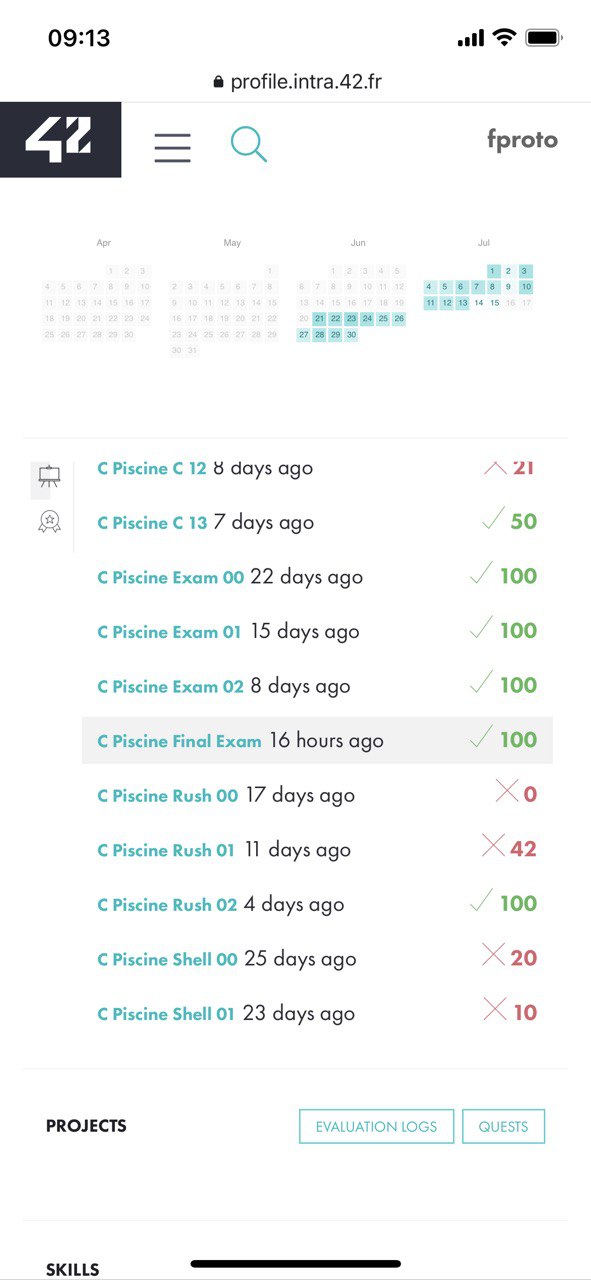 09:13
profile.intra.42.fr
42
fproto
Apr May Jun Jul
1 2 3
4 5 6 7 8 9 10
11 12 13 14 15 16 17
18 19 20 21 22 23 24
25 26 27 28 29 30
1
2 3 4 5 6 7 8
9 10 11 12 13 14 15
16 17 18 19 20 21 22
23 24 25 26 27 28 29
30 31
1 2 3 4 5
6 7 8 9 10 11 12
13 14 15 16 17 18 19
20 21 22 23 24 25 26
27 28 29 30
1 2 3
4 5 6 7 8 9 10
11 12 13 14 15 16 17
C Piscine C 12 8 days ago 21
C Piscine C 13 7 days ago 50
C Piscine Exam 00 22 days ago 100
C Piscine Exam 01 15 days ago 100
C Piscine Exam 02 8 days ago 100
C Piscine Final Exam 16 hours ago 100
C Piscine Rush 00 17 days ago 0
C Piscine Rush 01 11 days ago 42
C Piscine Rush 02 4 days ago 100
C Piscine Shell 00 25 days ago 20
C Piscine Shell 01 23 days ago 10
PROJECTS EVALUATION LOGS QUESTS
SKILLS